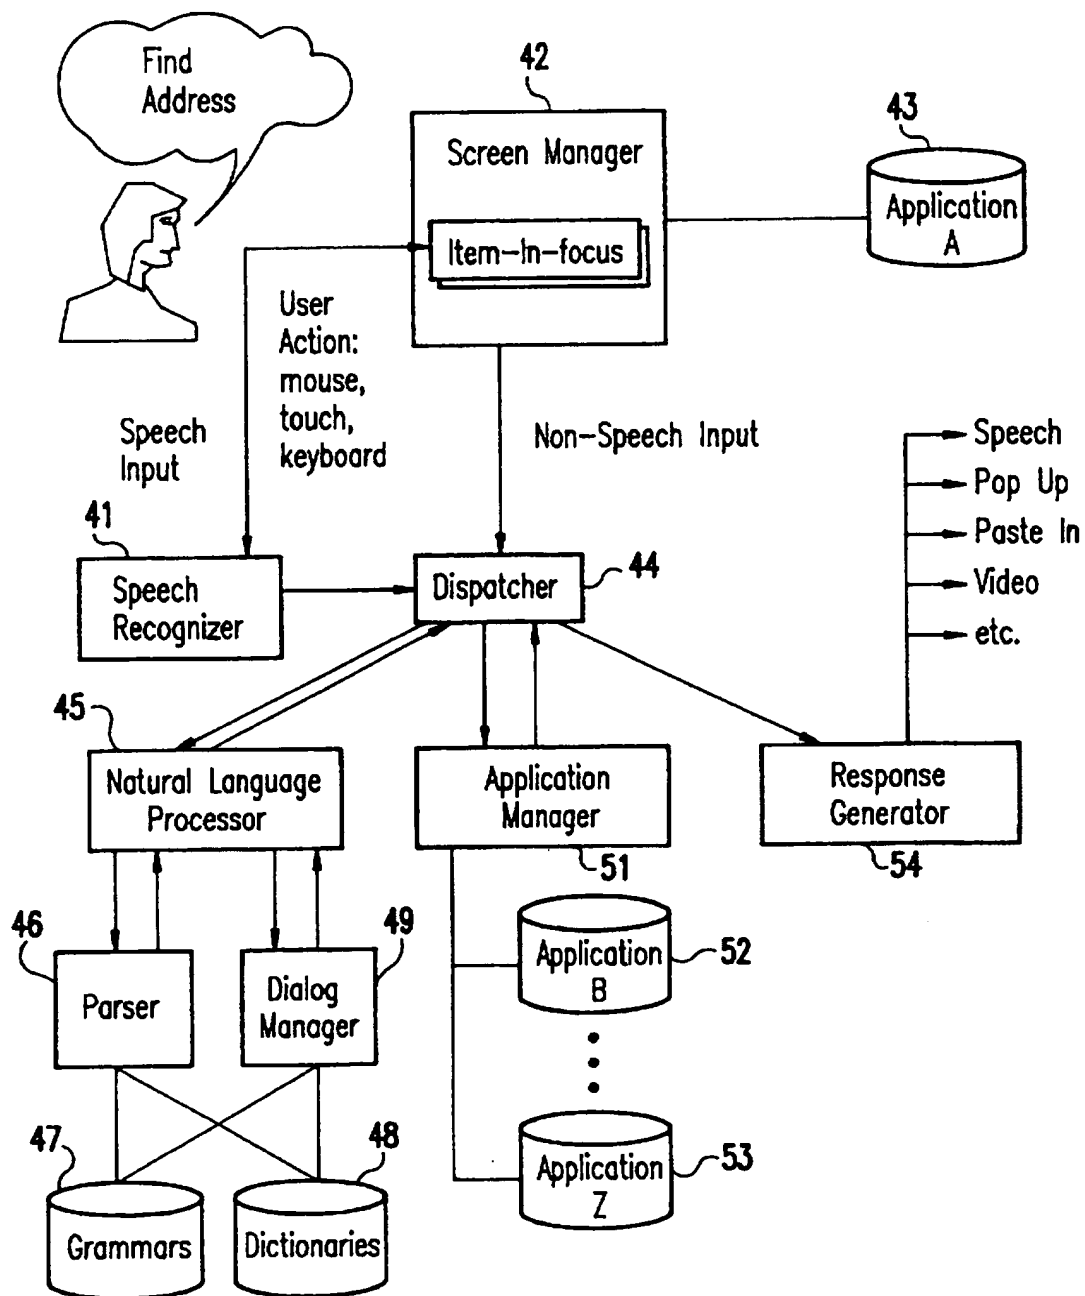 Find
Address
42
Screen Manager
Item-In-focus
43
Application
A
User
Action:
mouse,
touch,
keyboard
Speech
Input
Non-Speech Input
Speech
Pop Up
Paste In
Video
etc.
41
Speech
Recognizer
Dispatcher
44
45
Natural Language
Processor
Application
Manager
51
Response
Generator
54
46
Parser
49
Dialog
Manager
Application
B
52
47
Grammars
48
Dictionaries
Application
Z
53